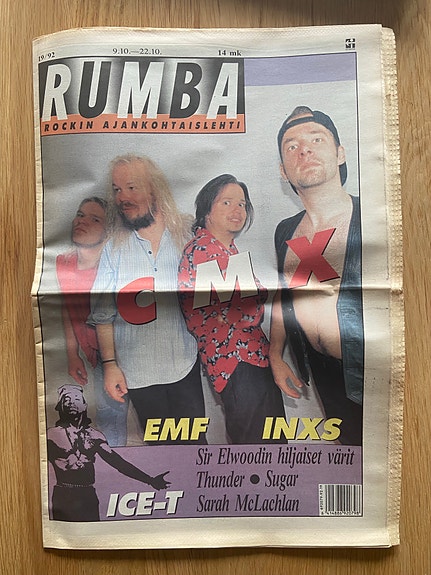 19/92 9.10.—22.10. 14 mk
RUMBA
ROCKIN AJANKOHTAISLEHTI
CMX
EMF INXS
Sir Elwoodin hiljaiset värit
Thunder • Sugar
Sarah McLachlan
ICE-T